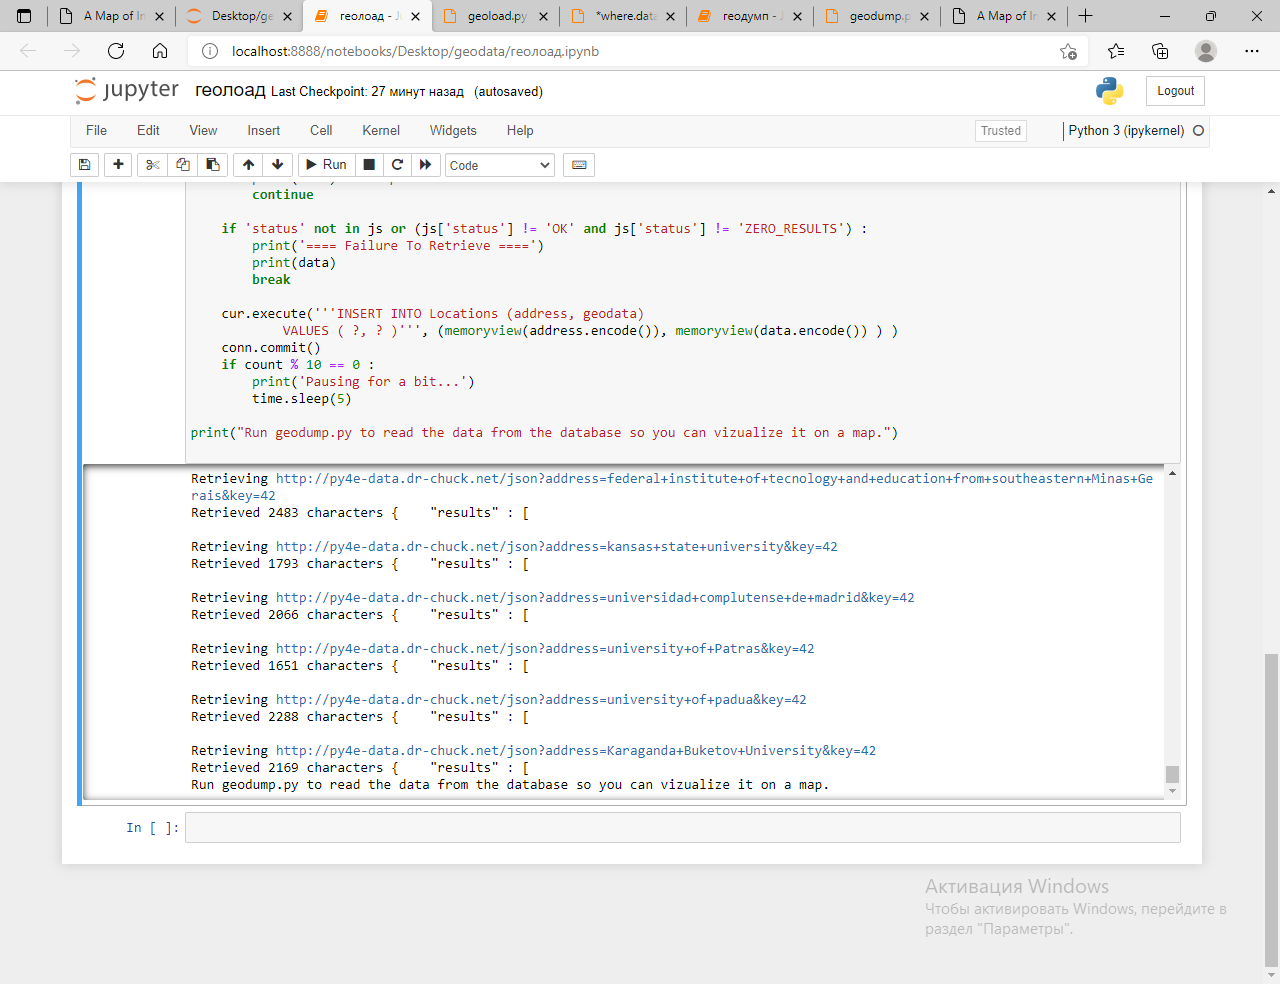 A Map of In
Desktop/ge
геолоад - J
geoload.py
*where.data
геодумп - J
geodump.p
A Map of In
localhost:8888/notebooks/Desktop/geodata/геолоад.ipynb
jupyter геолоад Last Checkpoint: 27 минут назад (autosaved)
Logout
File Edit View Insert Cell Kernel Widgets Help
Trusted
Python 3 (ipykernel)
Run
Code
continue
if 'status' not in js or (js['status'] != 'OK' and js['status'] != 'ZERO_RESULTS') :
print('==== Failure To Retrieve ====')
print(data)
break
cur.execute('''INSERT INTO Locations (address, geodata)
VALUES ( ?, ? )''', (memoryview(address.encode()), memoryview(data.encode()) ) )
conn.commit()
if count % 10 == 0 :
print('Pausing for a bit...')
time.sleep(5)
print("Run geodump.py to read the data from the database so you can vizualize it on a map.")
Retrieving http://py4e-data.dr-chuck.net/json?address=federal+institute+of+tecnology+and+education+from+southeastern+Minas+Ge
rais&key=42
Retrieved 2483 characters { "results" : [
Retrieving http://py4e-data.dr-chuck.net/json?address=kansas+state+university&key=42
Retrieved 1793 characters { "results" : [
Retrieving http://py4e-data.dr-chuck.net/json?address=universidad+complutense+de+madrid&key=42
Retrieved 2066 characters { "results" : [
Retrieving http://py4e-data.dr-chuck.net/json?address=university+of+Patras&key=42
Retrieved 1651 characters { "results" : [
Retrieving http://py4e-data.dr-chuck.net/json?address=university+of+padua&key=42
Retrieved 2288 characters { "results" : [
Retrieving http://py4e-data.dr-chuck.net/json?address=Karaganda+Buketov+University&key=42
Retrieved 2169 characters { "results" : [
Run geodump.py to read the data from the database so you can vizualize it on a map.
In [ ]:
Активация Windows
Чтобы активировать Windows, перейдите в
раздел "Параметры".